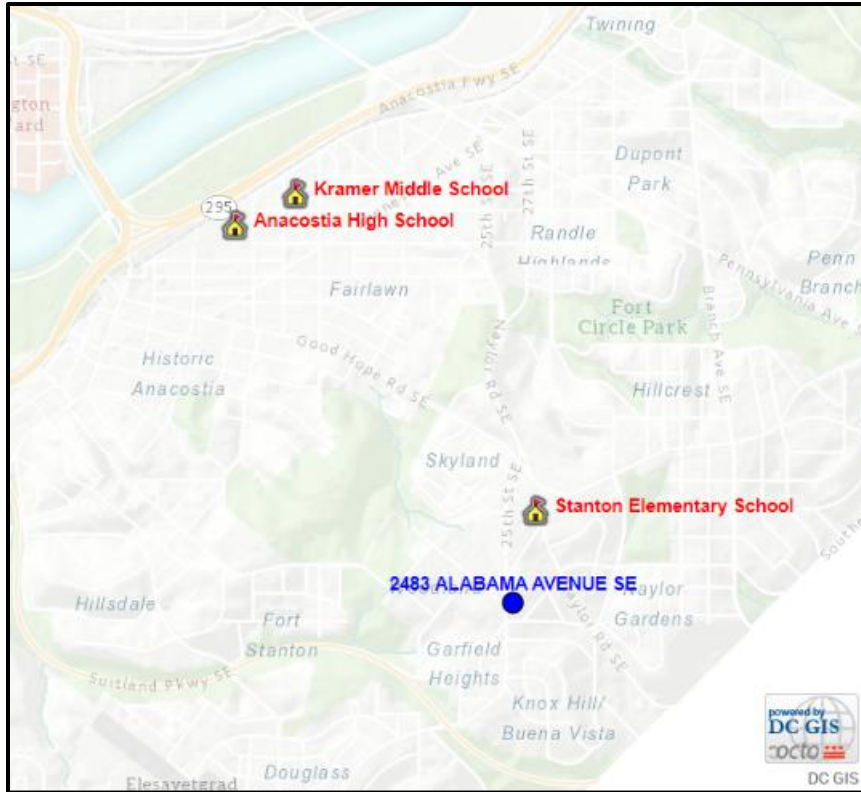 Twining
ngton
ard
Anacostia Fwy SE
25th St SE
27th St SE
Dupont
Park
Kramer Middle School
295
Anacostia High School
Randle
Highlands
Penn
Branch
Pennsylvania Ave S
Branch Ave SE
Fairlawn
Fort
Circle Park
Naylor Rd SE
Historic
Anacostia
Good Hope Rd SE
Hillcrest
Skyland
25th St SE
Stanton Elementary School
2483 ALABAMA AVENUE SE
Naylor
Gardens
Naylor Rd SE
Hillsdale
Fort
Stanton
Garfield
Heights
Suitland Pkwy SE
Knox Hill/
Buena Vista
powered by
DC GIS
octo
Douglass
Elesavetgrad
DC GIS